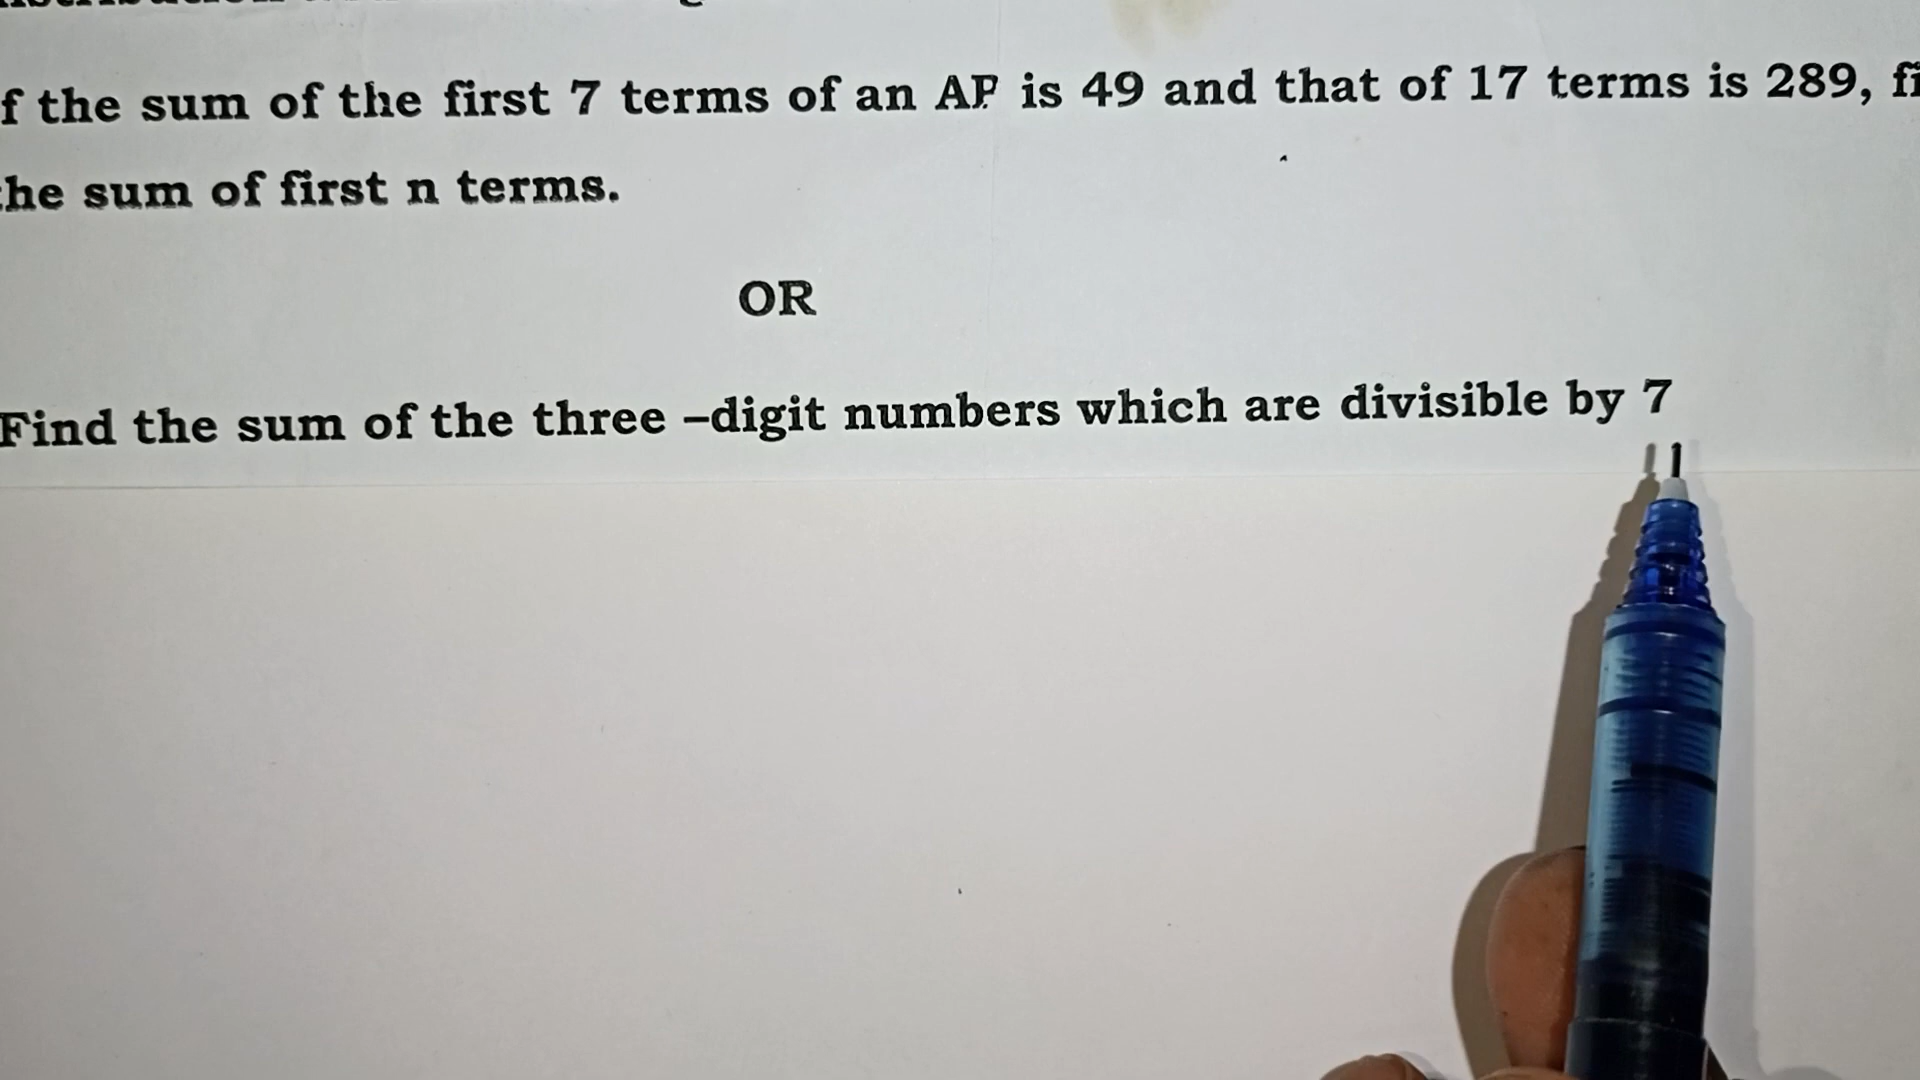 f the sum of the first 7 terms of an AP is 49 and that of 17 terms is 289, fi
he sum of first n terms.
OR
Find the sum of the three –digit numbers which are divisible by 7